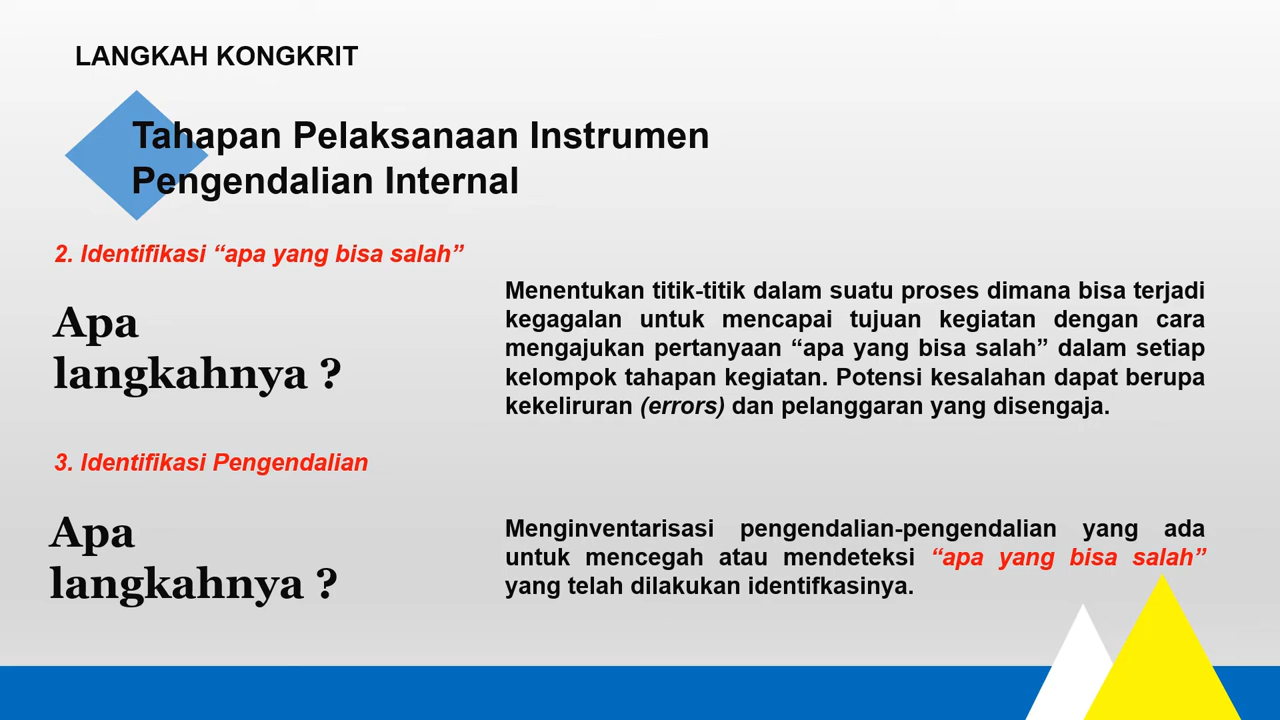 LANGKAH KONGKRIT
Tahapan Pelaksanaan Instrumen
Pengendalian Internal
2. Identifikasi “apa yang bisa salah”
Apa
langkahnya ?
Menentukan titik-titik dalam suatu proses dimana bisa terjadi
kegagalan untuk mencapai tujuan kegiatan dengan cara
mengajukan pertanyaan “apa yang bisa salah” dalam setiap
kelompok tahapan kegiatan. Potensi kesalahan dapat berupa
kekeliruran (errors) dan pelanggaran yang disengaja.
3. Identifikasi Pengendalian
Apa
langkahnya ?
Menginventarisasi pengendalian-pengendalian yang ada
untuk mencegah atau mendeteksi “apa yang bisa salah”
yang telah dilakukan identifkasinya.